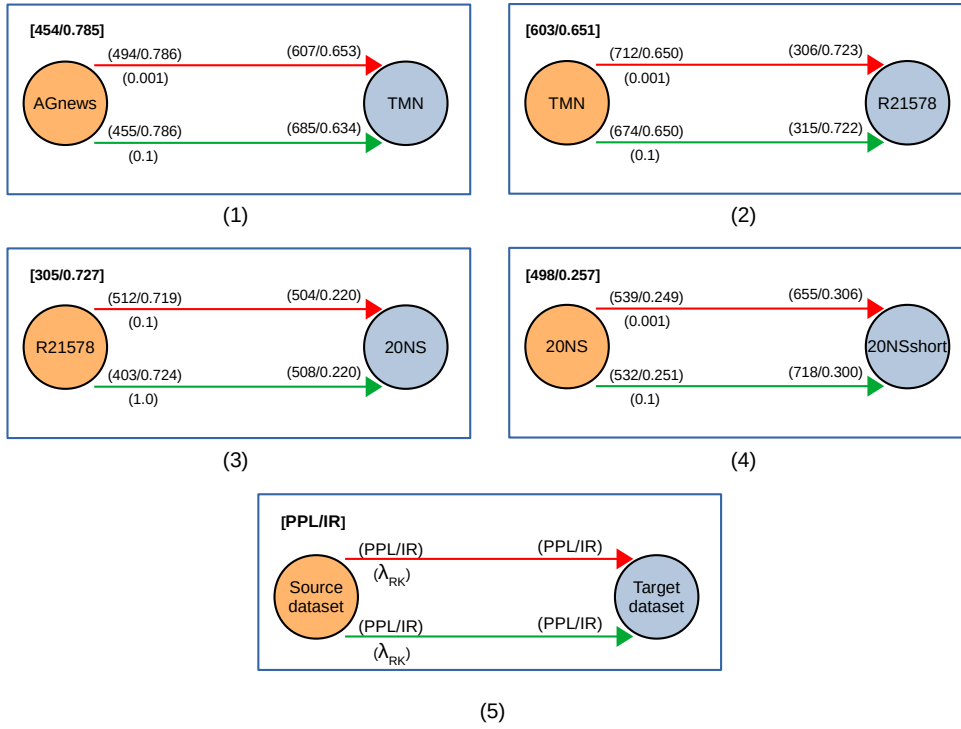 [454/0.785]
(494/0.786)
(607/0.653)
(0.001)
AGnews
TMN
(455/0.786)
(685/0.634)
(0.1)
(1)
[603/0.651]
(712/0.650)
(306/0.723)
(0.001)
TMN
R21578
(674/0.650)
(315/0.722)
(0.1)
(2)
[305/0.727]
(512/0.719)
(504/0.220)
(0.1)
R21578
20NS
(403/0.724)
(508/0.220)
(1.0)
(3)
[498/0.257]
(539/0.249)
(655/0.306)
(0.001)
20NS
20NSshort
(532/0.251)
(718/0.300)
(0.1)
(4)
[PPL/IR]
(PPL/IR)
(PPL/IR)
(λRK)
Source
dataset
Target
dataset
(PPL/IR)
(PPL/IR)
(λRK)
(5)